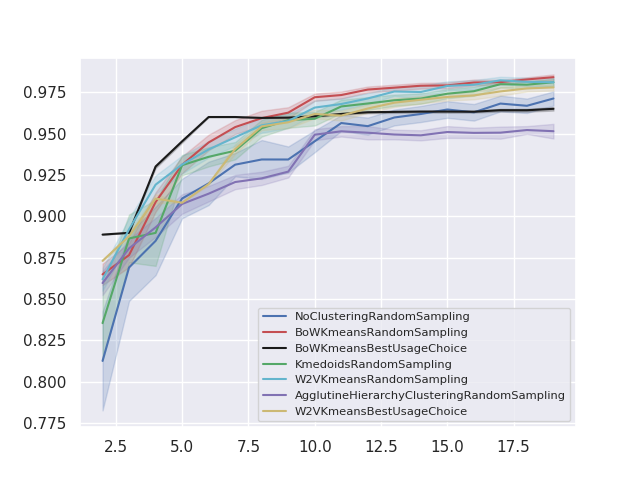 0.975
0.950
0.925
0.900
0.875
0.850
0.825
0.800
0.775
NoClusteringRandomSampling
BoWKmeansRandomSampling
BoWKmeansBestUsageChoice
KmedoidsRandomSampling
W2VKmeansRandomSampling
AgglutineHierarchyClusteringRandomSampling
W2VKmeansBestUsageChoice
2.5 5.0 7.5 10.0 12.5 15.0 17.5